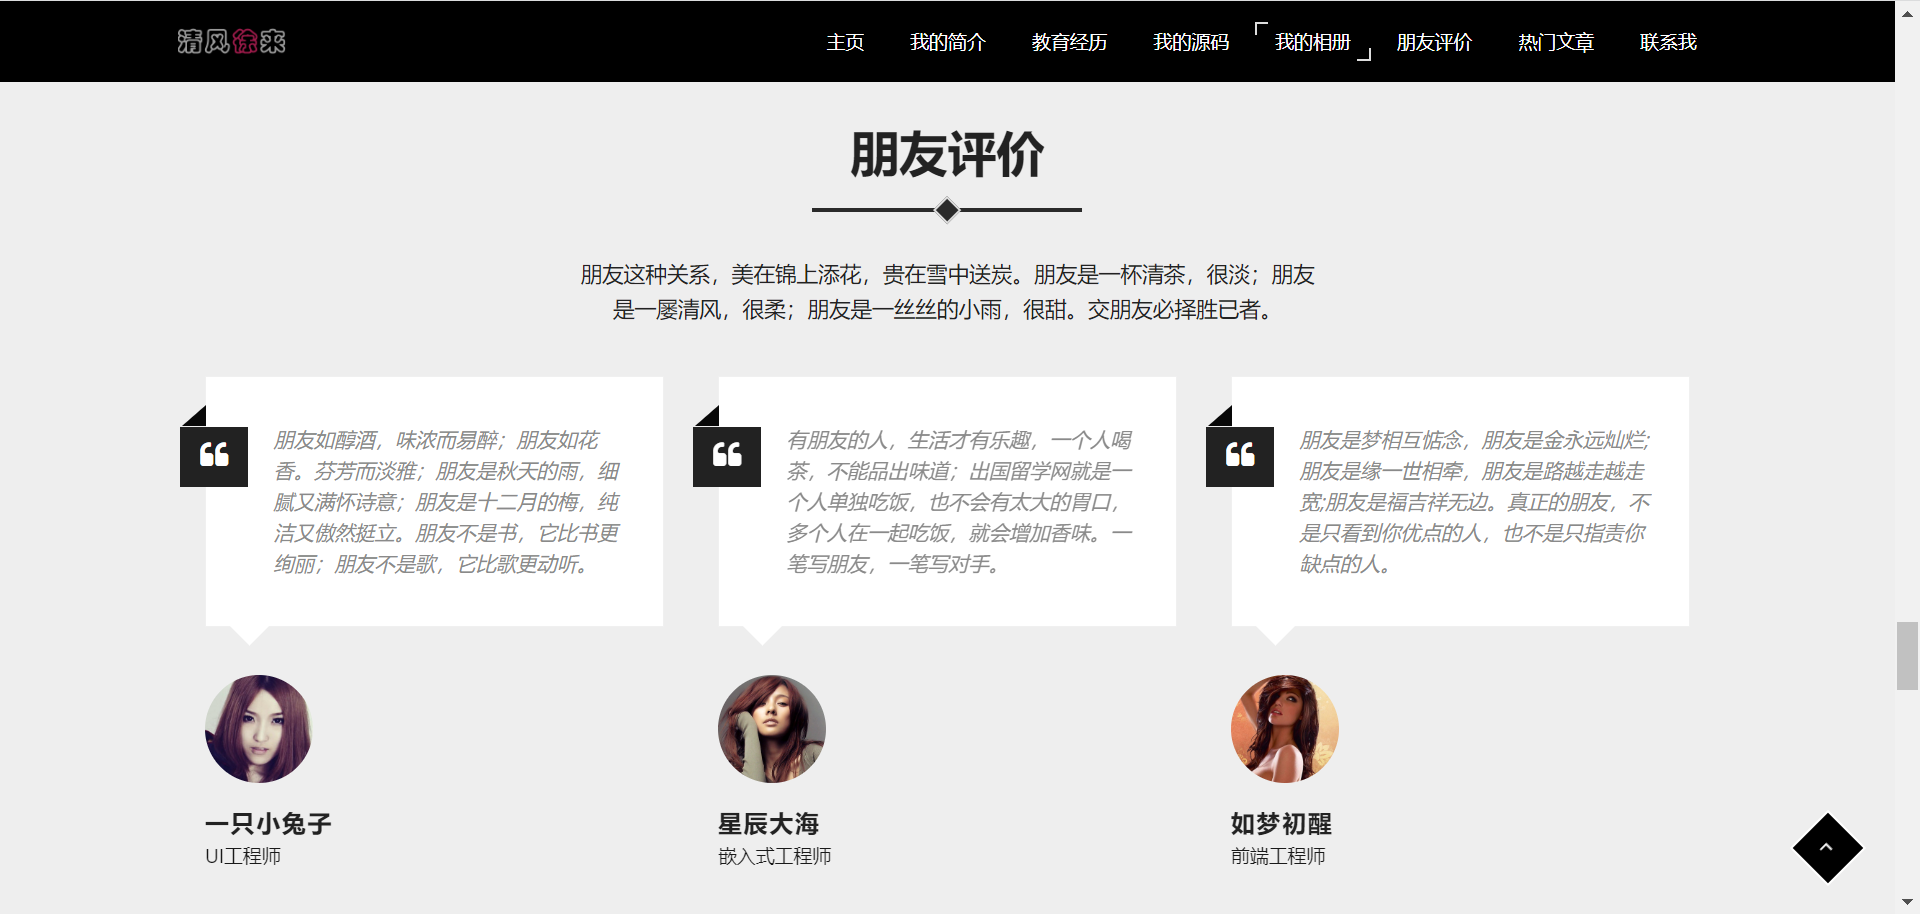 清风徐来
主页 我的简介 教育经历 我的源码 我的相册 朋友评价 热门文章 联系我
朋友评价
朋友这种关系，美在锦上添花，贵在雪中送炭。朋友是一杯清茶，很淡；朋友
是一屡清风，很柔；朋友是一丝丝的小雨，很甜。交朋友必择胜已者。
朋友如醇酒，味浓而易醉；朋友如花
香。芬芳而淡雅；朋友是秋天的雨，细
腻又满怀诗意；朋友是十二月的梅，纯
洁又傲然挺立。朋友不是书，它比书更
绚丽；朋友不是歌，它比歌更动听。
有朋友的人，生活才有乐趣，一个人喝
茶，不能品出味道；出国留学网就是一
个人单独吃饭，也不会有太大的胃口，
多个人在一起吃饭，就会增加香味。一
笔写朋友，一笔写对手。
朋友是梦相互惦念，朋友是金永远灿烂;
朋友是缘一世相牵，朋友是路越走越走
宽;朋友是福吉祥无边。真正的朋友，不
是只看到你优点的人，也不是只指责你
缺点的人。
一只小兔子
UI工程师
星辰大海
嵌入式工程师
如梦初醒
前端工程师